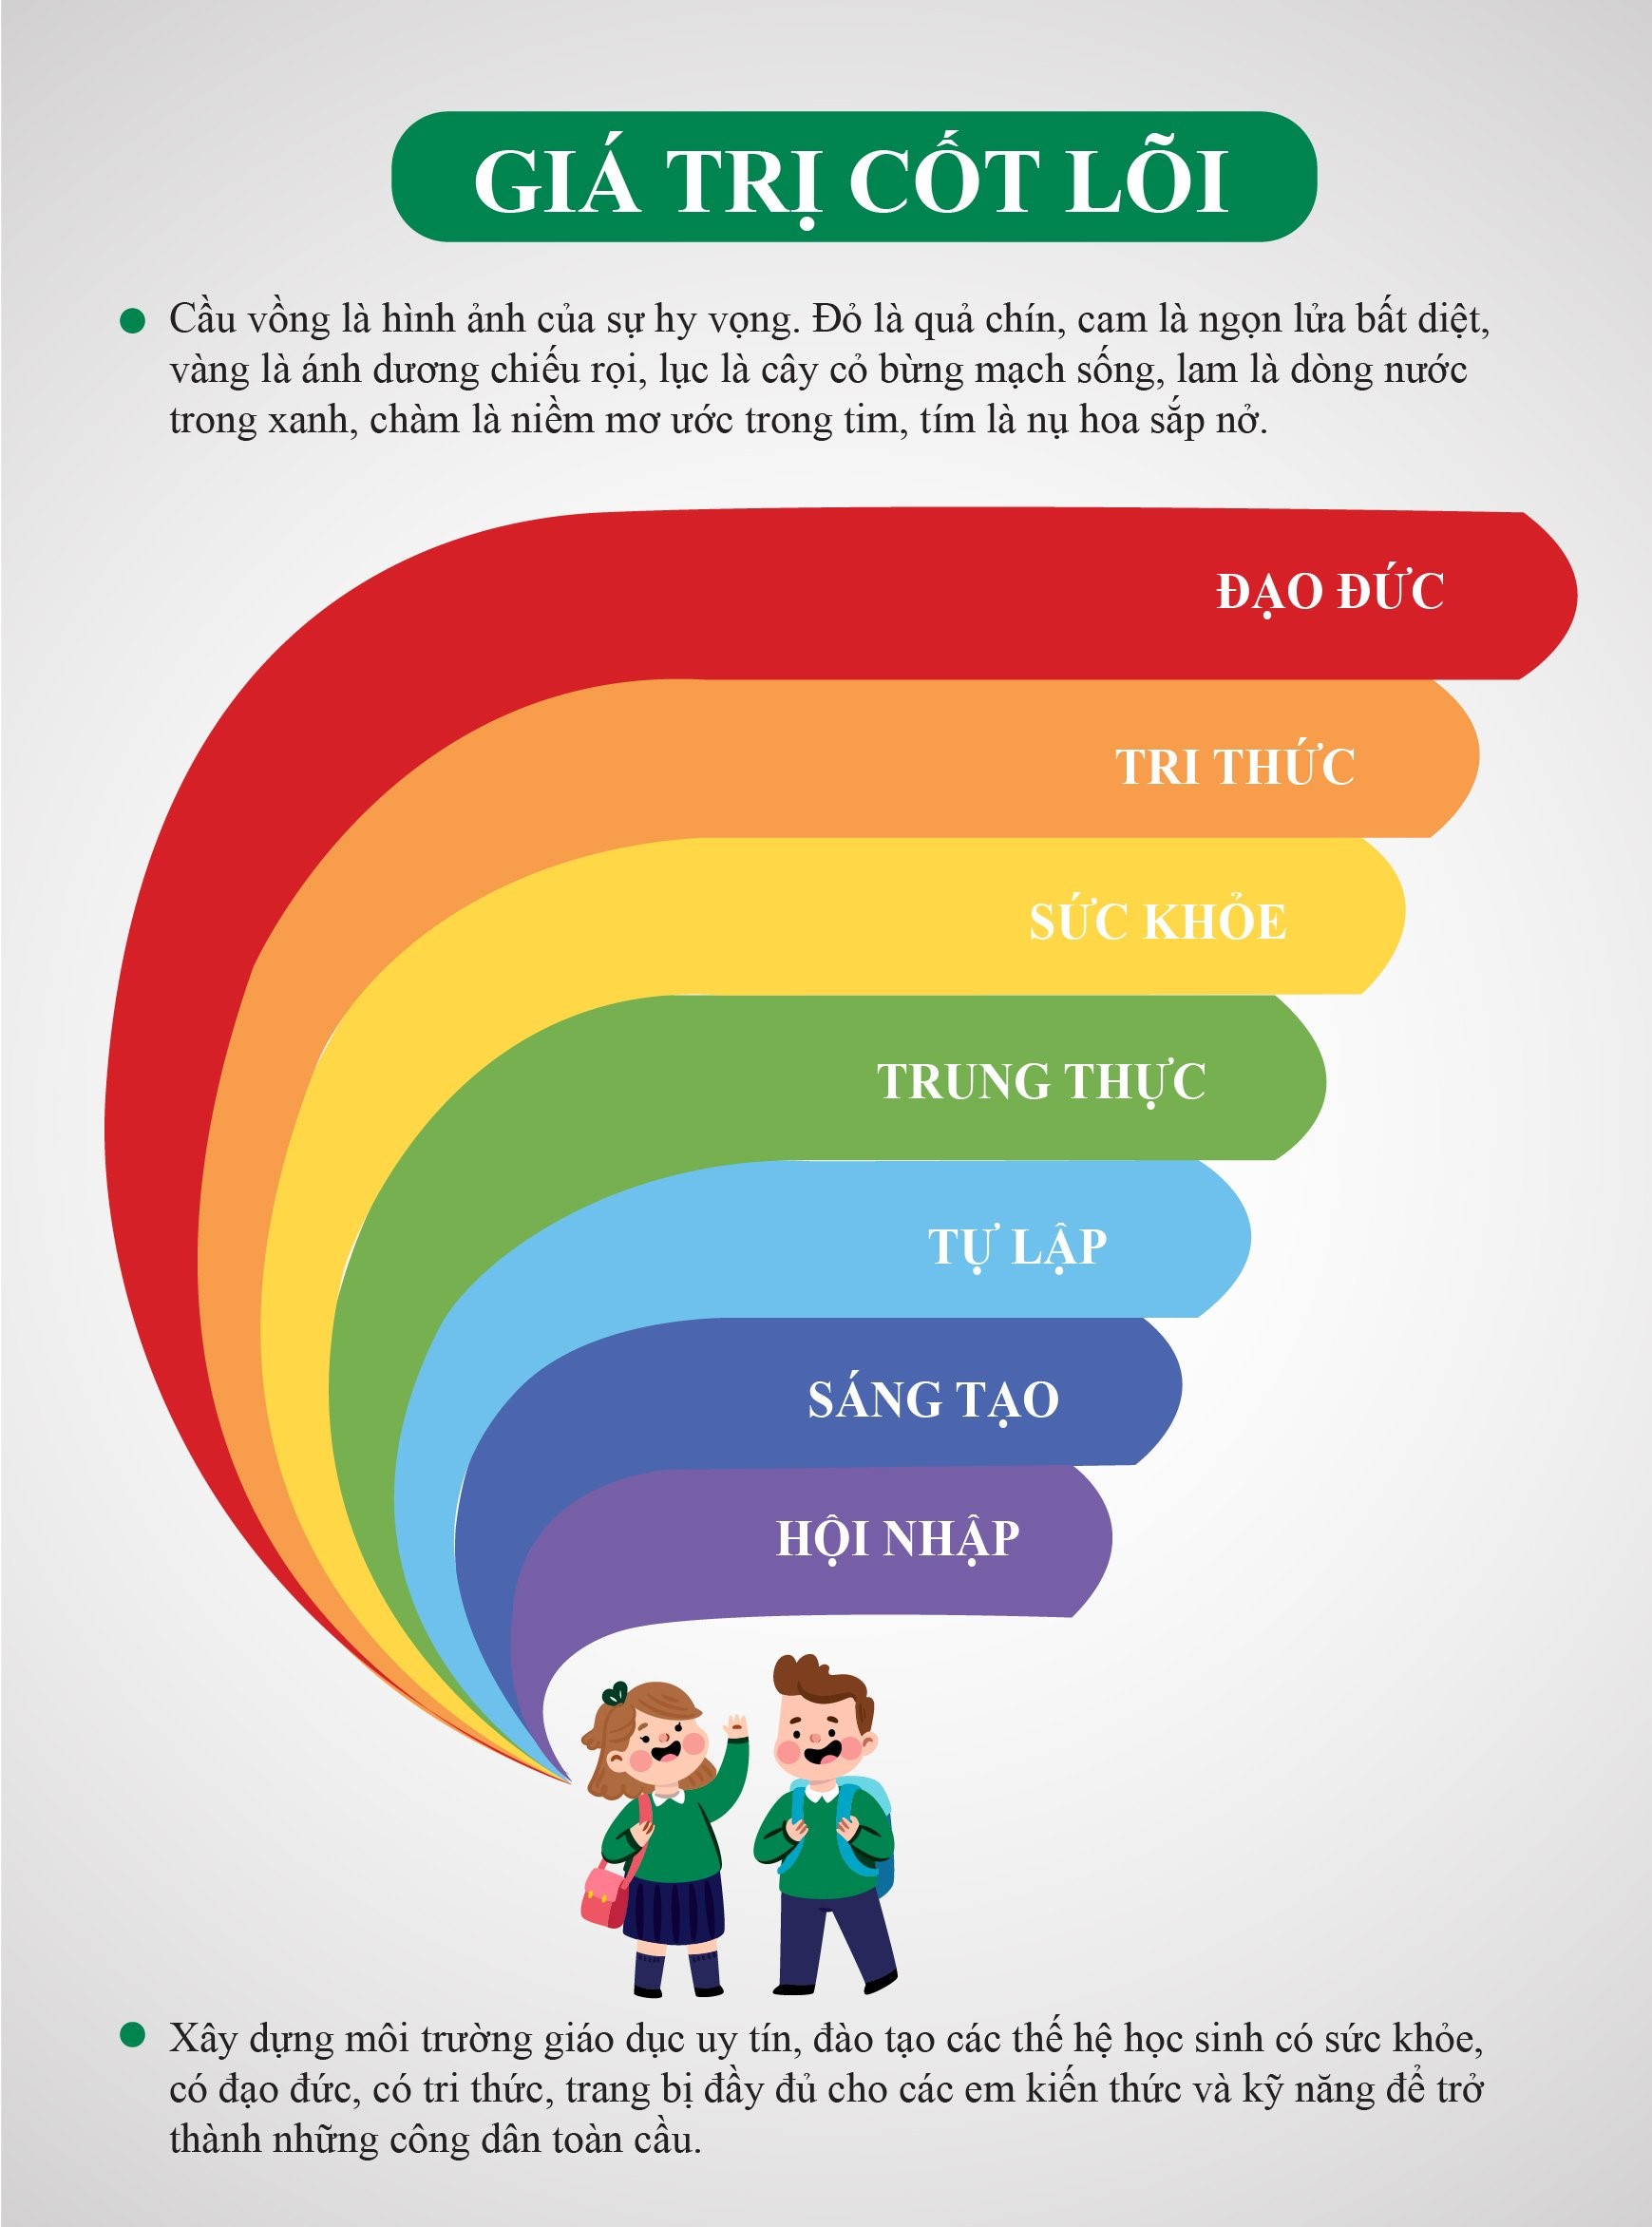 GIÁ TRỊ CỐT LÕI
Cầu vồng là hình ảnh của sự hy vọng. Đỏ là quả chín, cam là ngọn lửa bất diệt,
vàng là ánh dương chiếu rọi, lục là cây cỏ bừng mạch sống, lam là dòng nước
trong xanh, chàm là niềm mơ ước trong tim, tím là nụ hoa sắp nở.
ĐẠO ĐỨC
TRI THỨC
SỨC KHỎE
TRUNG THỰC
TỰ LẬP
SÁNG TẠO
HỘI NHẬP
Xây dựng môi trường giáo dục uy tín, đào tạo các thế hệ học sinh có sức khỏe,
có đạo đức, có tri thức, trang bị đầy đủ cho các em kiến thức và kỹ năng để trở
thành những công dân toàn cầu.